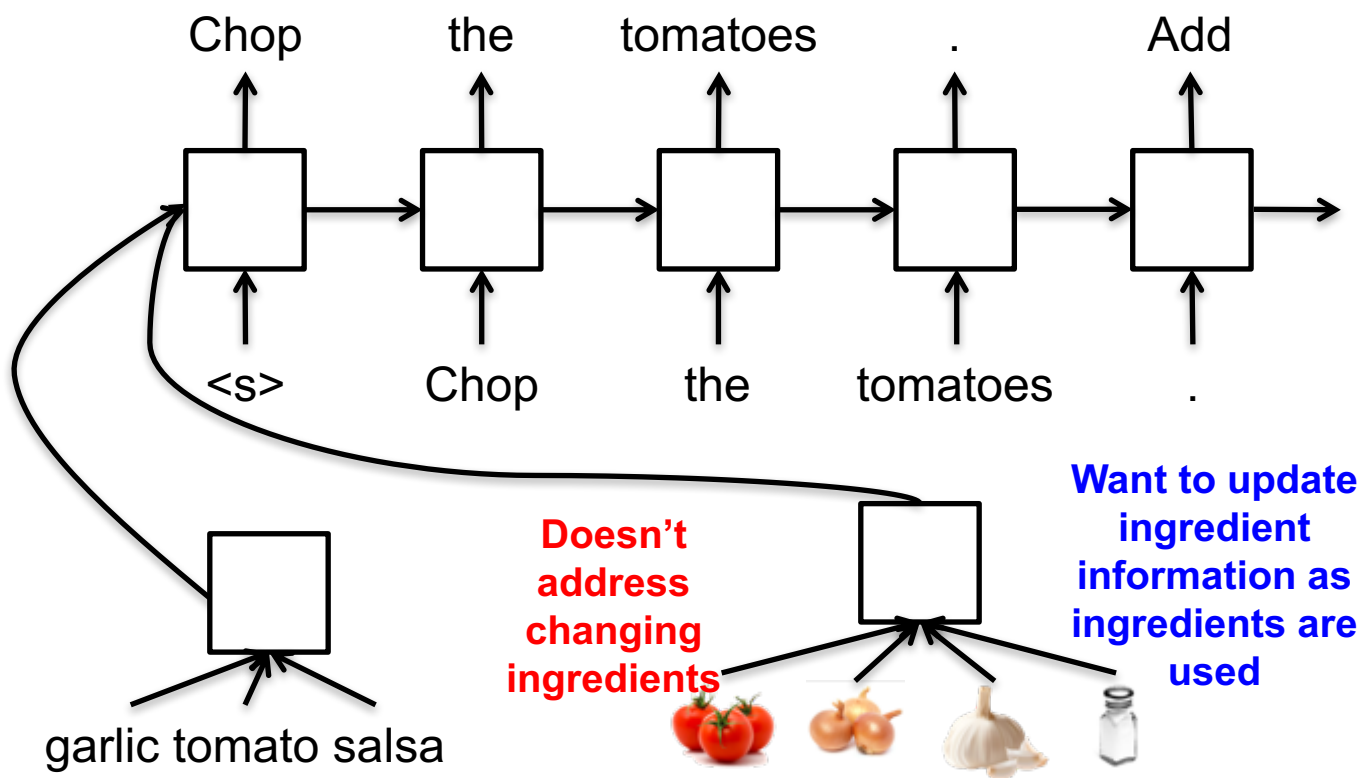 Chop the tomatoes . Add
<s> Chop the tomatoes .
Doesn’t
address
changing
ingredients
Want to update
ingredient
information as
ingredients are
used
garlic tomato salsa